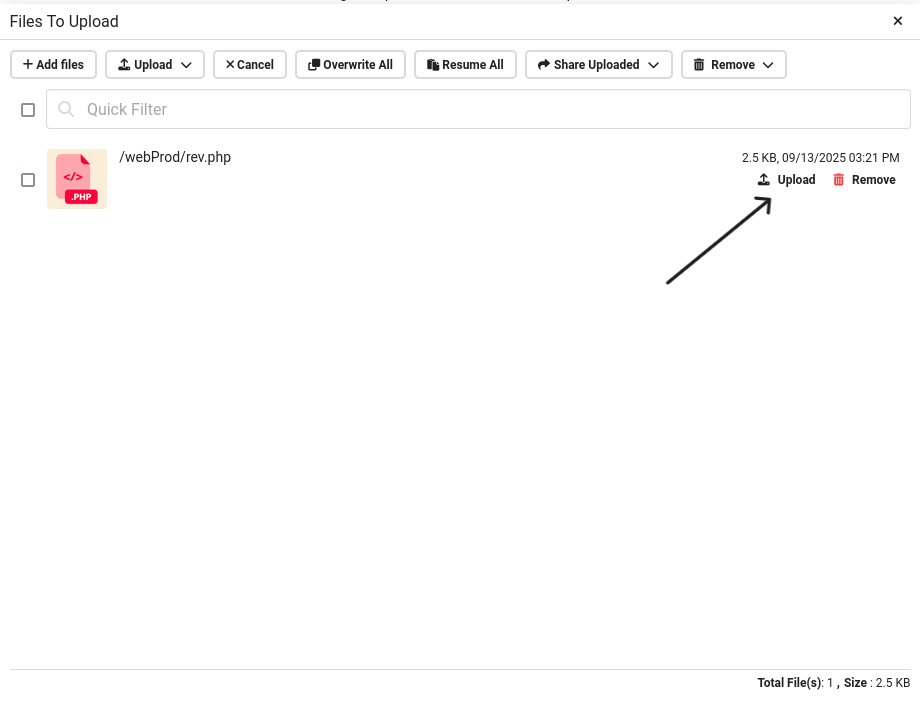 Files To Upload
Add files Upload Cancel Overwrite All Resume All Share Uploaded Remove
Quick Filter
/webProd/rev.php 2.5 KB, 09/13/2025 03:21 PM
</> Upload Remove
.PHP
Total File(s): 1 , Size : 2.5 KB